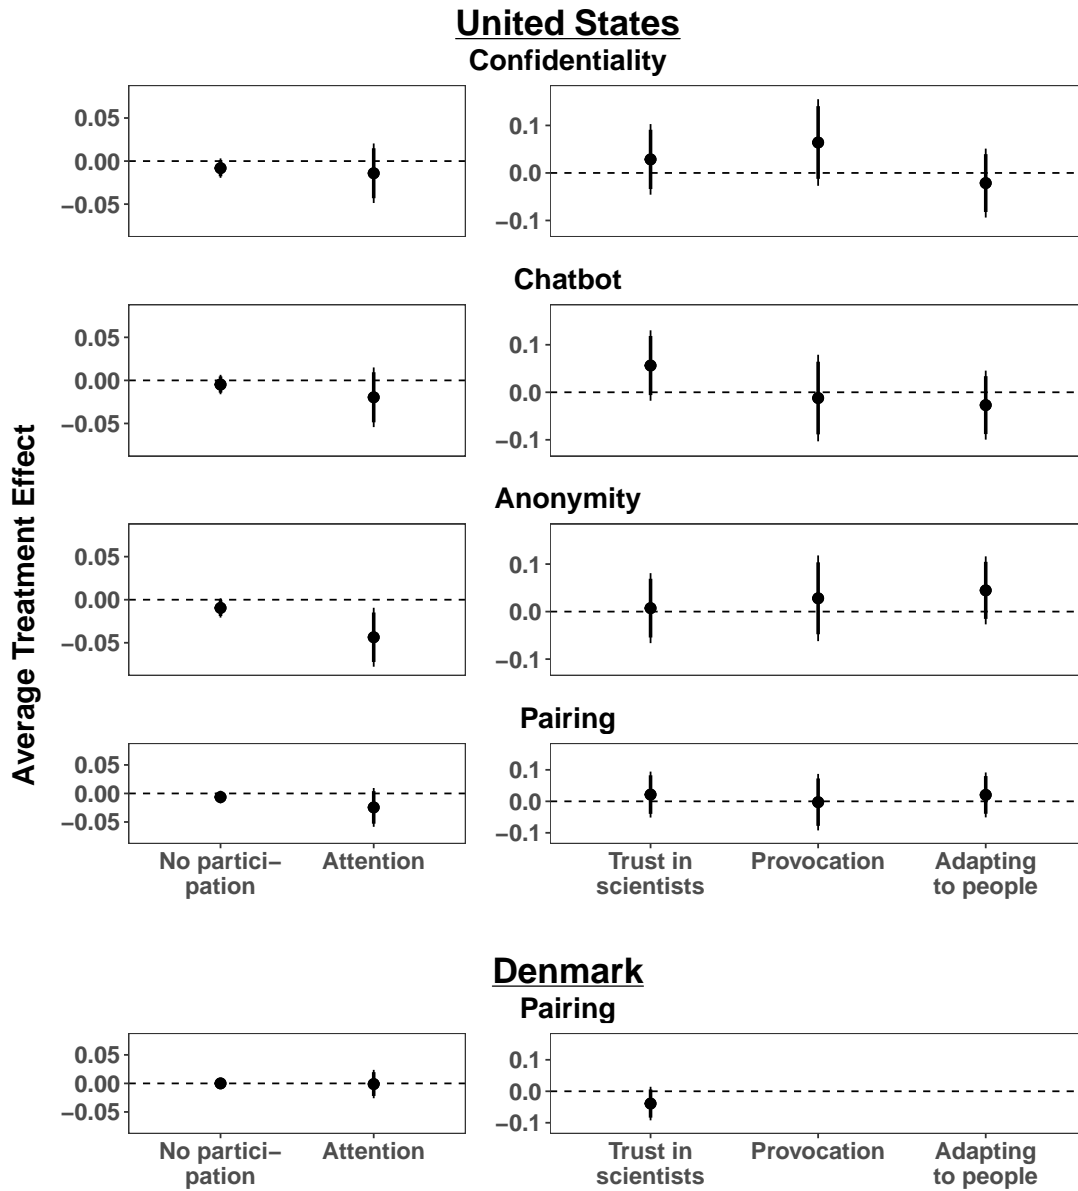 United States
Confidentiality
0.05
0.00
−0.05
0.1
0.0
−0.1
Chatbot
0.05
0.00
−0.05
0.1
0.0
−0.1
Anonymity
0.05
0.00
−0.05
0.1
0.0
−0.1
Pairing
0.05
0.00
−0.05
0.1
0.0
−0.1
No partici−
pation
Attention
Trust in
scientists
Provocation
Adapting
to people
Average Treatment Effect
Denmark
Pairing
0.05
0.00
−0.05
0.1
0.0
−0.1
No partici−
pation
Attention
Trust in
scientists
Provocation
Adapting
to people